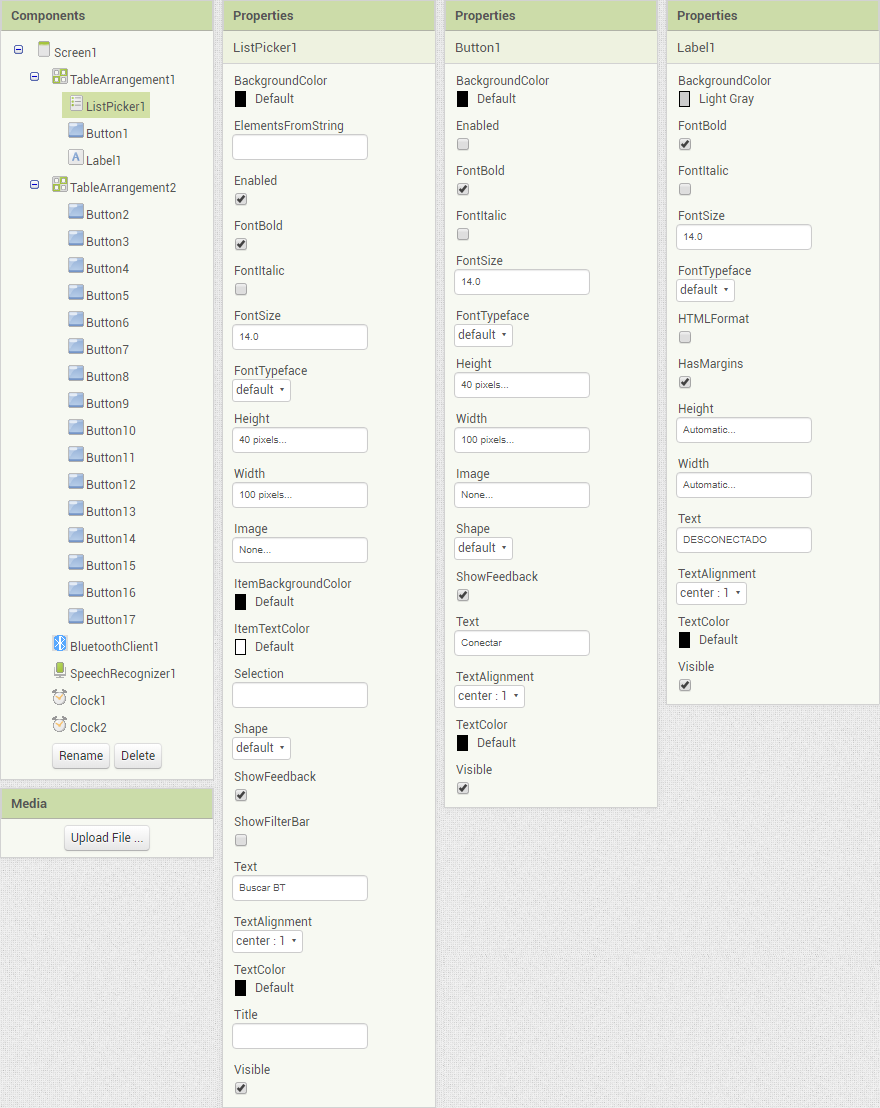 Components
Screen1
TableArrangement1
ListPicker1
Button1
Label1
TableArrangement2
Button2
Button3
Button4
Button5
Button6
Button7
Button8
Button9
Button10
Button11
Button12
Button13
Button14
Button15
Button16
Button17
BluetoothClient1
SpeechRecognizer1
Clock1
Clock2
Rename Delete
Media
Upload File ...
Properties
ListPicker1
BackgroundColor
Default
ElementsFromString
Enabled
FontBold
FontItalic
FontSize
14.0
FontTypeface
default
Height
40 pixels...
Width
100 pixels...
Image
None...
ItemBackgroundColor
Default
ItemTextColor
Default
Selection
Shape
default
ShowFeedback
ShowFilterBar
Text
Buscar BT
TextAlignment
center : 1
TextColor
Default
Title
Visible
Properties
Button1
BackgroundColor
Default
Enabled
FontBold
FontItalic
FontSize
14.0
FontTypeface
default
Height
40 pixels...
Width
100 pixels...
Image
None...
Shape
default
ShowFeedback
Text
Conectar
TextAlignment
center : 1
TextColor
Default
Visible
Properties
Label1
BackgroundColor
Light Gray
FontBold
FontItalic
FontSize
14.0
FontTypeface
default
HTMLFormat
HasMargins
Height
Automatic...
Width
Automatic...
Text
DESCONECTADO
TextAlignment
center : 1
TextColor
Default
Visible